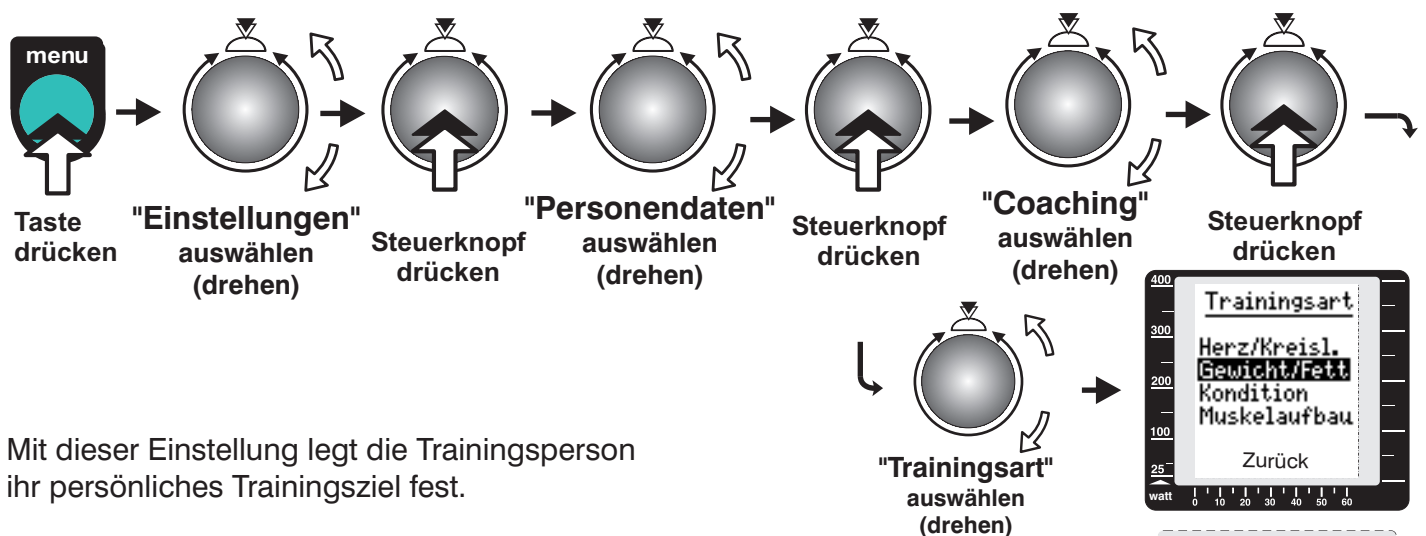 menu
Taste
drücken
"Einstellungen"
auswählen
(drehen)
Steuerknopf
drücken
"Personendaten"
auswählen
(drehen)
Steuerknopf
drücken
"Coaching"
auswählen
(drehen)
Steuerknopf
drücken
"Trainingsart"
auswählen
(drehen)
400
300
200
100
25
watt
0 10 20 30 40 50 60
Trainingsart
Herz/Kreisl.
Gewicht/Fett
Kondition
Muskelaufbau
Zurück
Mit dieser Einstellung legt die Trainingsperson
ihr persönliches Trainingsziel fest.